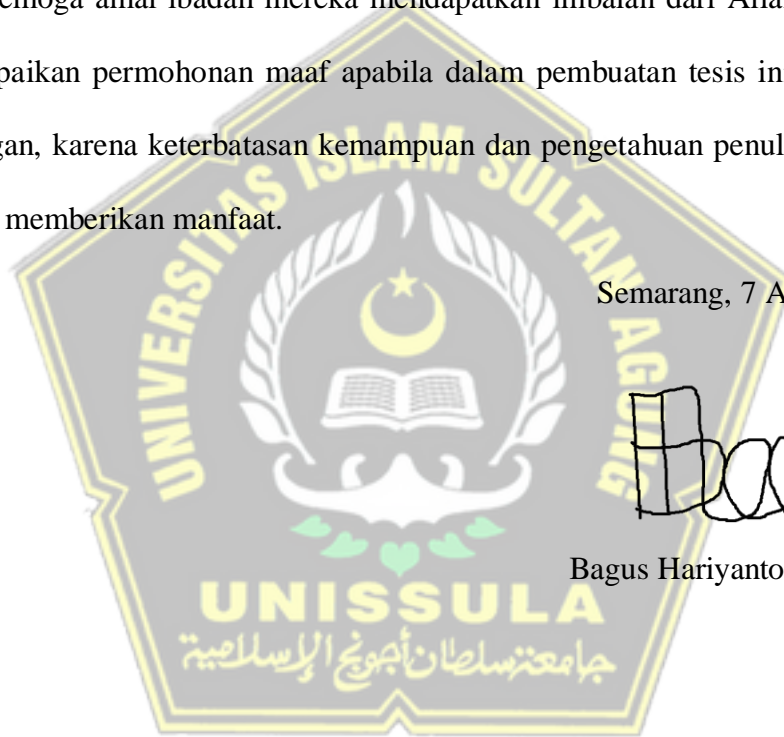 emoga amal ibadah mereka mendapatkan imbalan dari Alla
paikan permohonan maaf apabila dalam pembuatan tesis in
gan, karena keterbatasan kemampuan dan pengetahuan penul
memberikan manfaat.
Semarang, 7 A
Bagus Hariyanto
UNIVERSITAS ISLAM SULTAN AGUNG
UNISSULA
جامعة سلطان أجونج الإسلامية